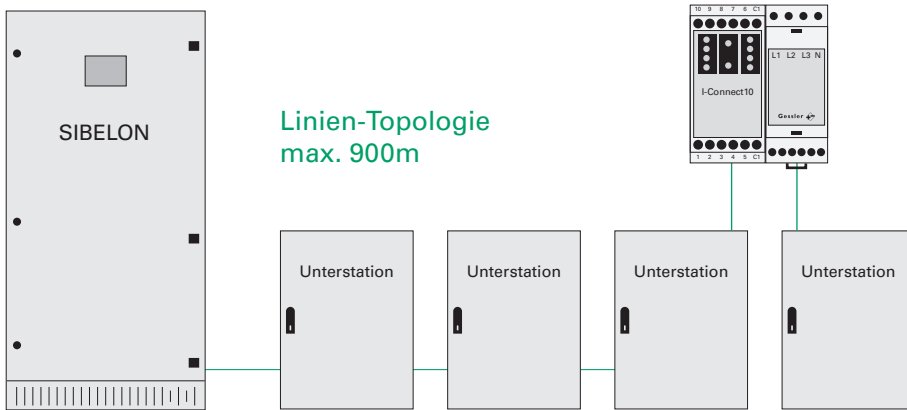 10 9 8 7 6 C1
L1 L2 L3 N
I-Connect10
Gessler
1 2 3 4 5 C1
SIBELON
Linien-Topologie
max. 900m
Unterstation
Unterstation
Unterstation
Unterstation